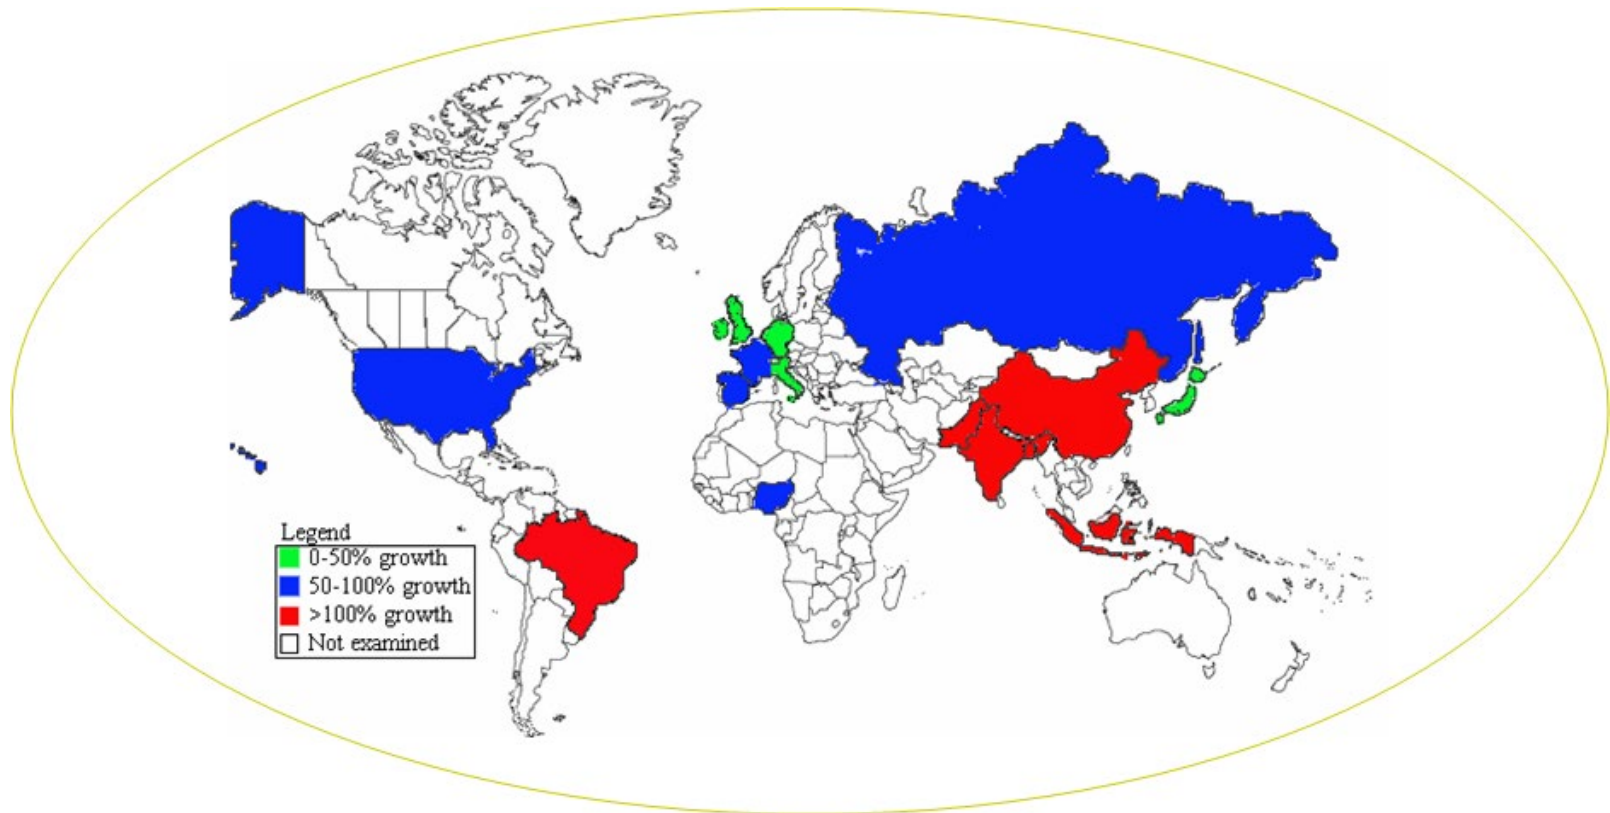 Legend
0-50% growth
50-100% growth
>100% growth
Not examined